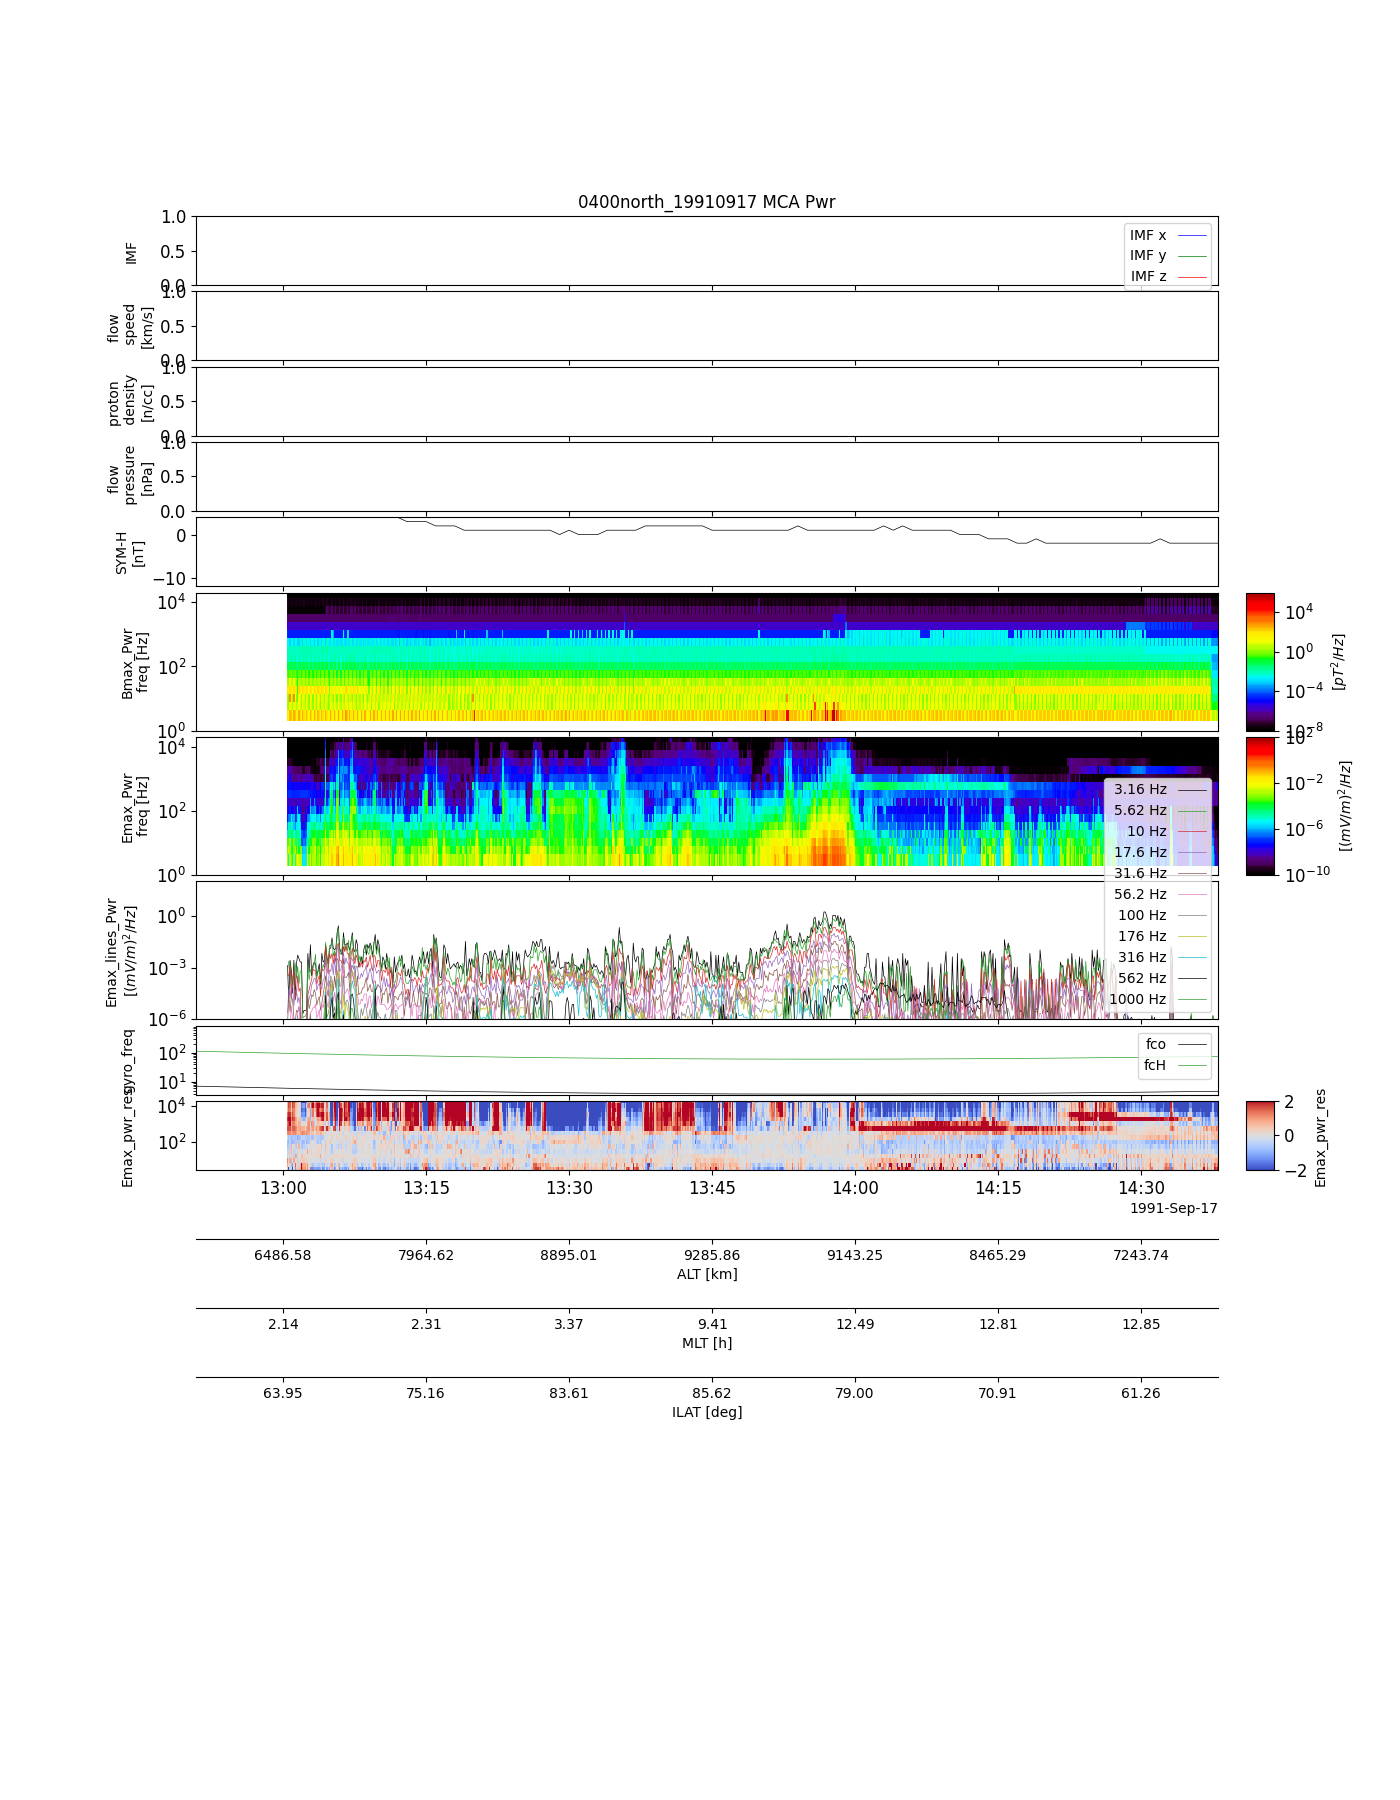 0400north_19910917 MCA Pwr
1.0
0.5
0.0
IMF
IMF x
IMF y
IMF z
1.0
0.5
0.0
flow
speed
[km/s]
1.0
0.5
0.0
proton
density
[n/cc]
1.0
0.5
0.0
flow
pressure
[nPa]
0
−10
SYM-H
[nT]
10^4
10^2
10^0
Bmax_Pwr
freq [Hz]
10^4
10^0
10^−4
10^−8
[pT^2/Hz]
10^4
10^2
10^0
Emax_Pwr
freq [Hz]
10^2
10^−2
10^−6
10^−10
[(mV/m)^2/Hz]
3.16 Hz
5.62 Hz
10 Hz
17.6 Hz
31.6 Hz
56.2 Hz
100 Hz
176 Hz
316 Hz
562 Hz
1000 Hz
10^0
10^−3
10^−6
Emax_lines_Pwr
[(mV/m)^2/Hz]
10^2
10^1
gyro_freq
fco
fcH
10^4
10^2
Emax_pwr_res
2
0
−2
Emax_pwr_res
13:00 13:15 13:30 13:45 14:00 14:15 14:30
1991-Sep-17
6486.58 7964.62 8895.01 9285.86 9143.25 8465.29 7243.74
ALT [km]
2.14 2.31 3.37 9.41 12.49 12.81 12.85
MLT [h]
63.95 75.16 83.61 85.62 79.00 70.91 61.26
ILAT [deg]